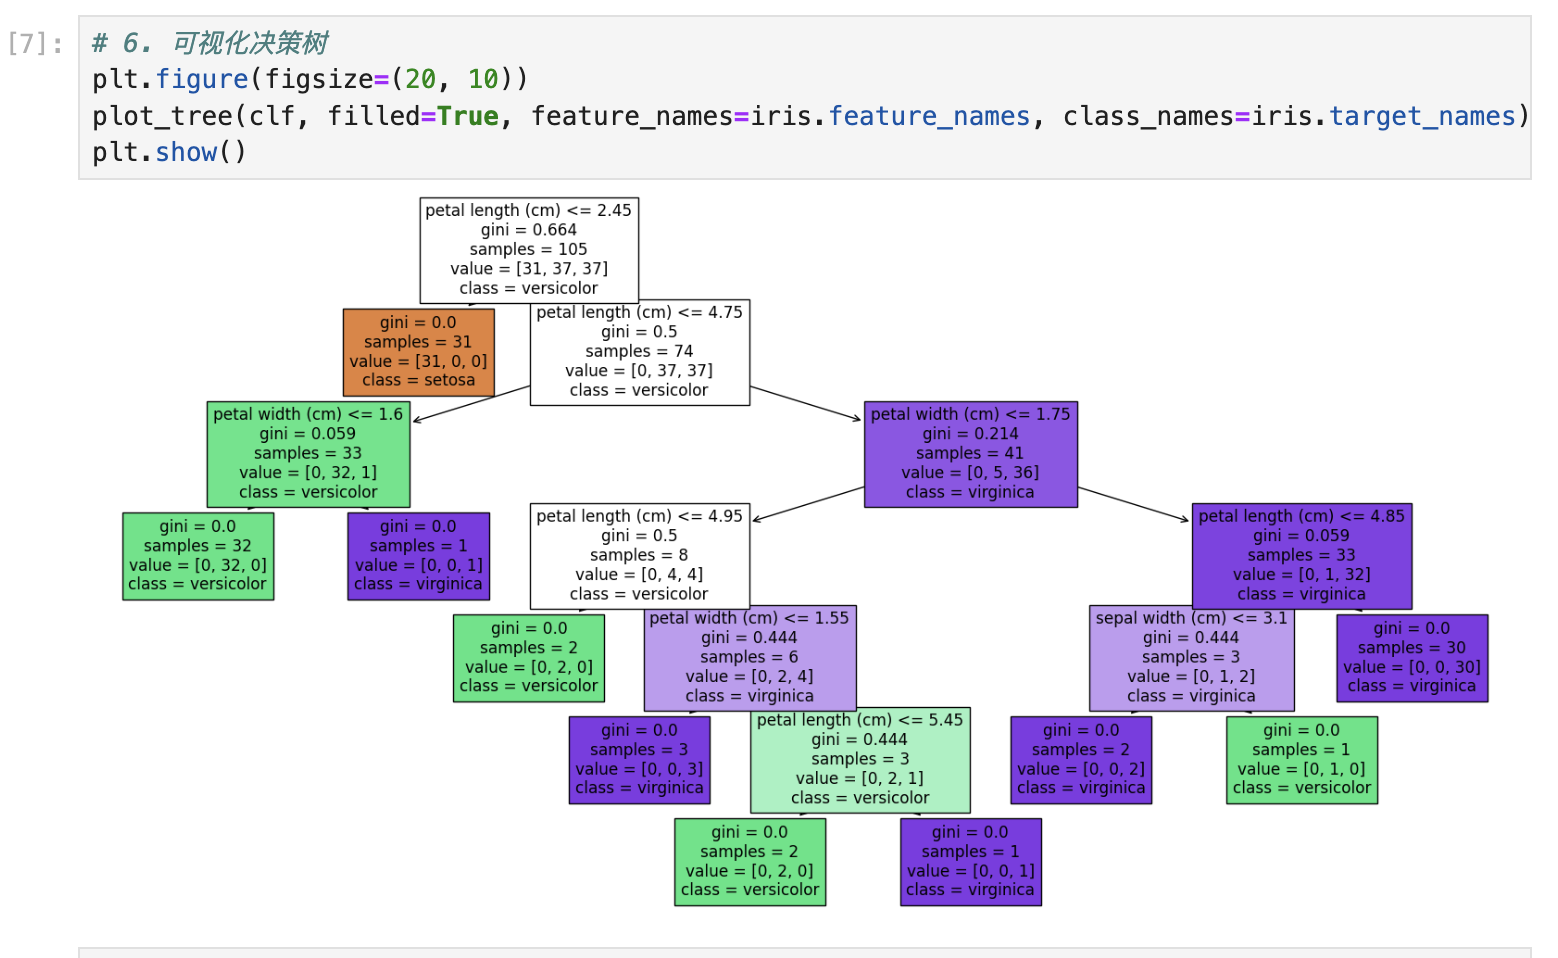 [7]:
# 6. 可视化决策树
plt.figure(figsize=(20, 10))
plot_tree(clf, filled=True, feature_names=iris.feature_names, class_names=iris.target_names)
plt.show()
petal length (cm) <= 2.45
gini = 0.664
samples = 105
value = [31, 37, 37]
class = versicolor
gini = 0.0
samples = 31
value = [31, 0, 0]
class = setosa
petal length (cm) <= 4.75
gini = 0.5
samples = 74
value = [0, 37, 37]
class = versicolor
petal width (cm) <= 1.6
gini = 0.059
samples = 33
value = [0, 32, 1]
class = versicolor
petal width (cm) <= 1.75
gini = 0.214
samples = 41
value = [0, 5, 36]
class = virginica
gini = 0.0
samples = 32
value = [0, 32, 0]
class = versicolor
gini = 0.0
samples = 1
value = [0, 0, 1]
class = virginica
petal length (cm) <= 4.95
gini = 0.5
samples = 8
value = [0, 4, 4]
class = versicolor
petal length (cm) <= 4.85
gini = 0.059
samples = 33
value = [0, 1, 32]
class = virginica
gini = 0.0
samples = 2
value = [0, 2, 0]
class = versicolor
petal width (cm) <= 1.55
gini = 0.444
samples = 6
value = [0, 2, 4]
class = virginica
sepal width (cm) <= 3.1
gini = 0.444
samples = 3
value = [0, 1, 2]
class = virginica
gini = 0.0
samples = 30
value = [0, 0, 30]
class = virginica
gini = 0.0
samples = 3
value = [0, 0, 3]
class = virginica
petal length (cm) <= 5.45
gini = 0.444
samples = 3
value = [0, 2, 1]
class = versicolor
gini = 0.0
samples = 2
value = [0, 0, 2]
class = virginica
gini = 0.0
samples = 1
value = [0, 1, 0]
class = versicolor
gini = 0.0
samples = 2
value = [0, 2, 0]
class = versicolor
gini = 0.0
samples = 1
value = [0, 0, 1]
class = virginica